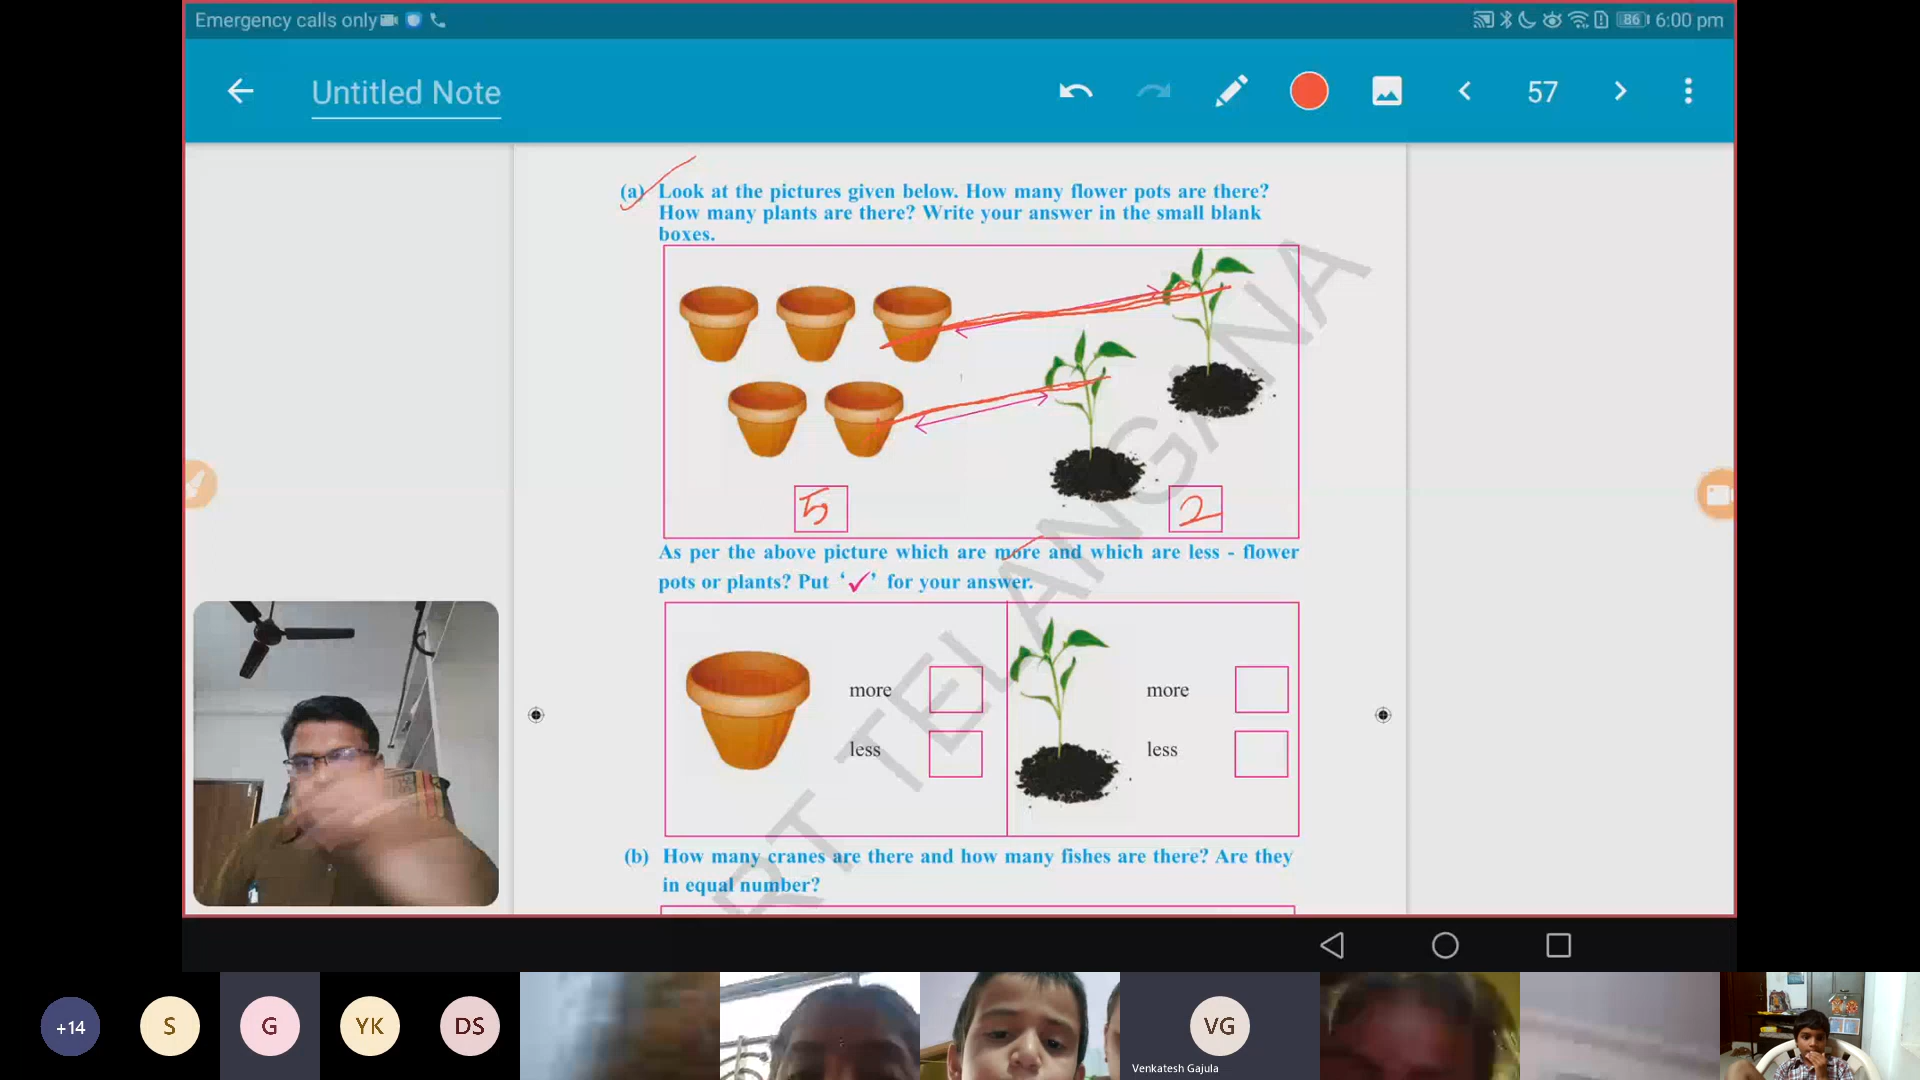 Emergency calls only
86 6:00 pm
Untitled Note
57
(a) Look at the pictures given below. How many flower pots are there?
How many plants are there? Write your answer in the small blank
boxes.
5
2
As per the above picture which are more and which are less - flower
pots or plants? Put ‘✓’ for your answer.
more
more
less
less
(b) How many cranes are there and how many fishes are there? Are they
in equal number?
RT TELANGANA
+14
S
G
YK
DS
VG
Venkatesh Gajula